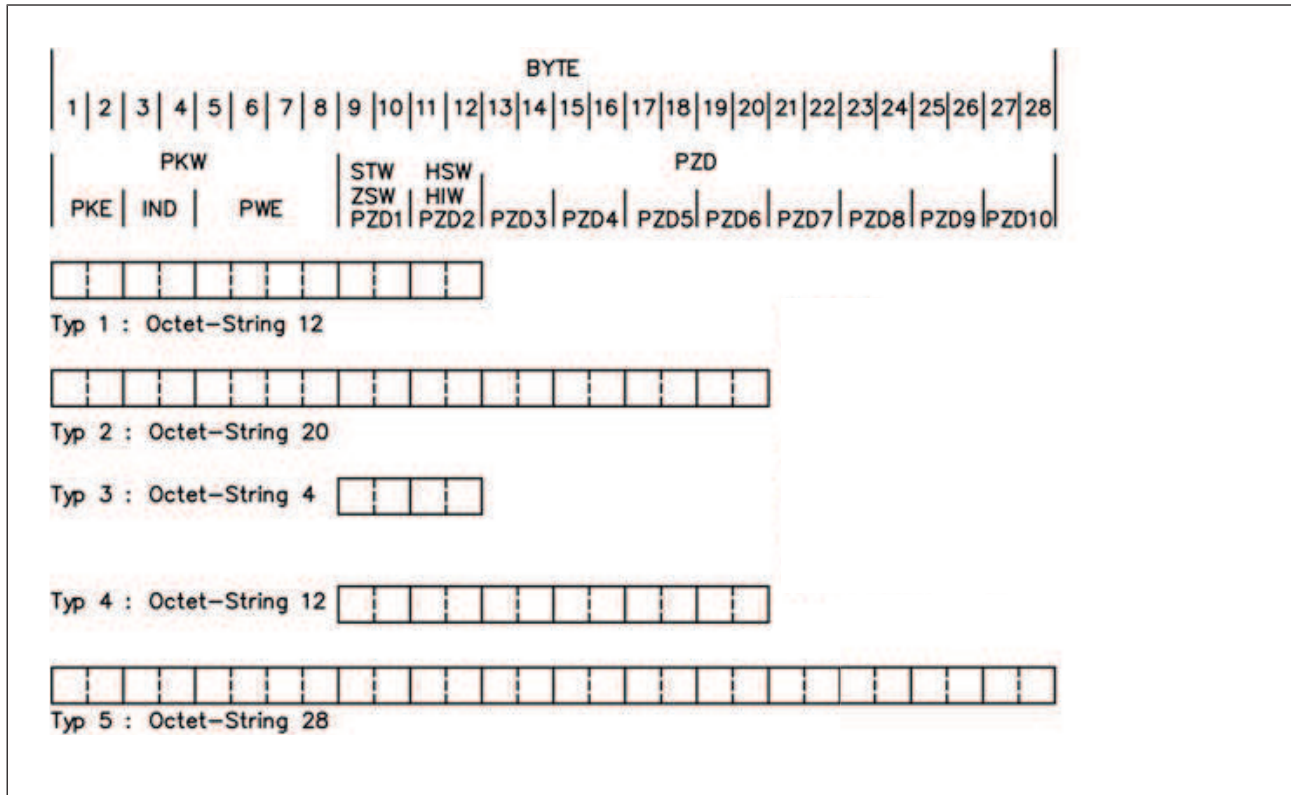 BYTE
1 2 3 4 5 6 7 8 9 10 11 12 13 14 15 16 17 18 19 20 21 22 23 24 25 26 27 28
PKW STW HSW PZD
PKE IND PWE ZSW HIW
PZD1 PZD2 PZD3 PZD4 PZD5 PZD6 PZD7 PZD8 PZD9 PZD10
Typ 1 : Octet-String 12
Typ 2 : Octet-String 20
Typ 3 : Octet-String 4
Typ 4 : Octet-String 12
Typ 5 : Octet-String 28